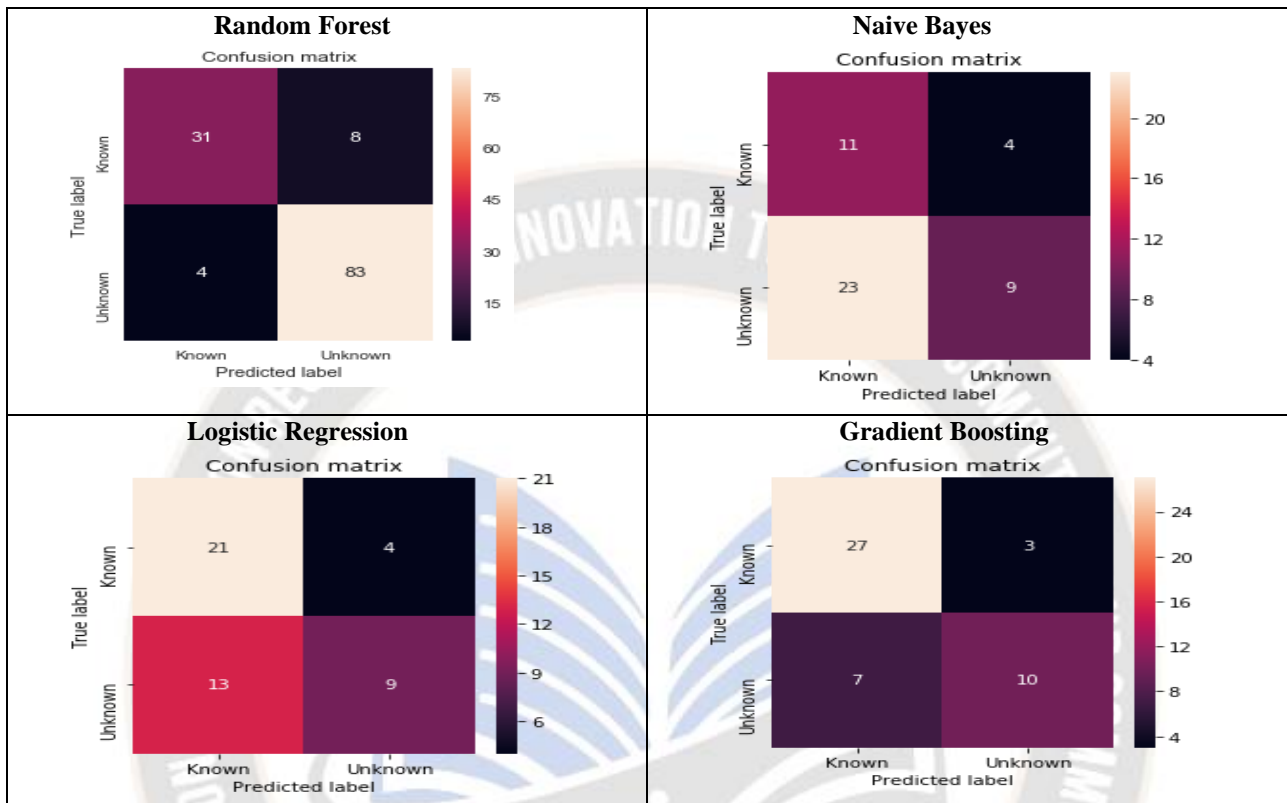 Random Forest
Confusion matrix
31 8
4 83
Known
Unknown
True label
Known Unknown
Predicted label
75
60
45
30
15
Naive Bayes
Confusion matrix
11 4
23 9
Known
Unknown
True label
Known Unknown
Predicted label
20
16
12
8
4
Logistic Regression
Confusion matrix
21 4
13 9
Known
Unknown
True label
Known Unknown
Predicted label
21
18
15
12
9
6
Gradient Boosting
Confusion matrix
27 3
7 10
Known
Unknown
True label
Known Unknown
Predicted label
24
20
16
12
8
4
NOVATION